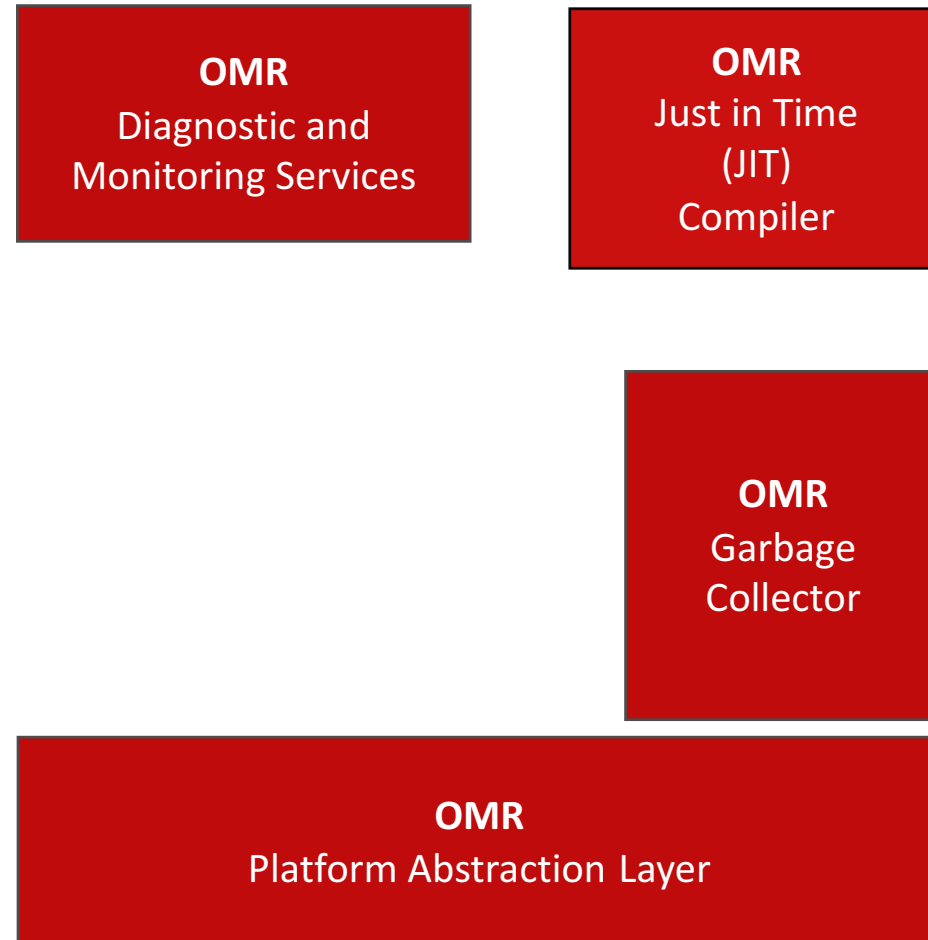 OMR
Diagnostic and
Monitoring Services
OMR
Just in Time
(JIT)
Compiler
OMR
Garbage
Collector
OMR
Platform Abstraction Layer